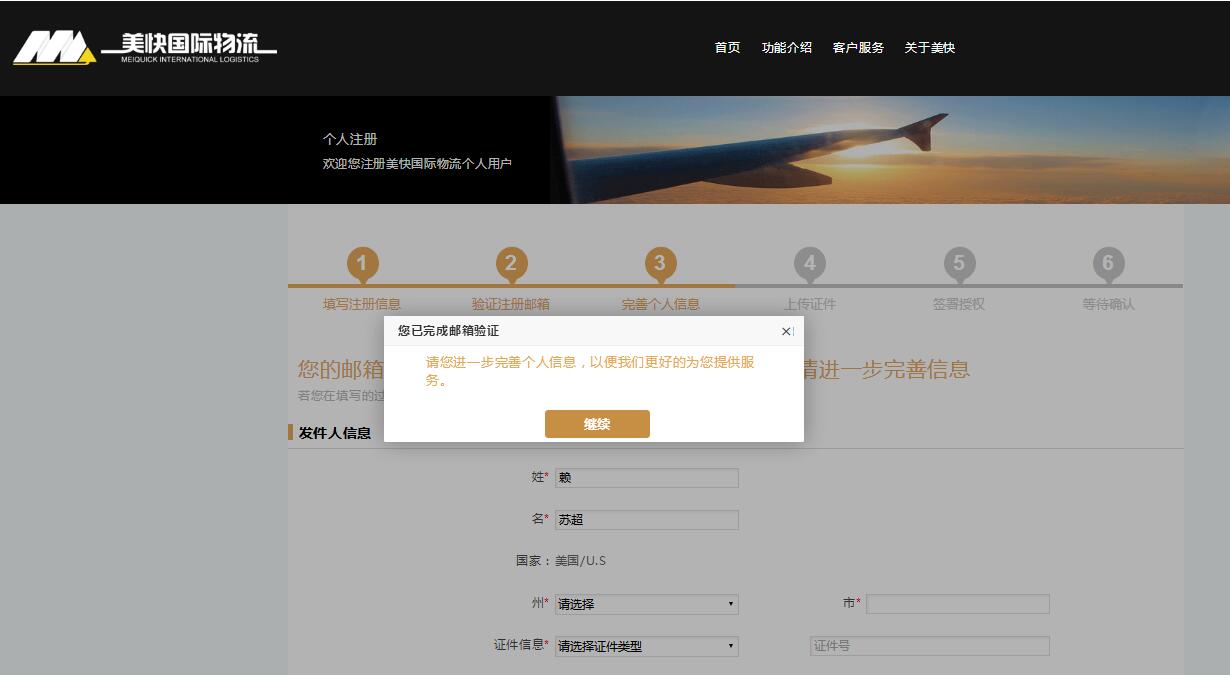 美快国际物流
MEIQUICK INTERNATIONAL LOGISTICS
首页 功能介绍 客户服务 关于美快
个人注册
欢迎您注册美快国际物流个人用户
1 2 3 4 5 6
填写注册信息 验证注册邮箱 完善个人信息 上传证件 签署授权 等待确认
您已完成邮箱验证
请您进一步完善个人信息，以便我们更好的为您提供服
务。
继续
您的邮箱 请进一步完善信息
若您在填写的过
发件人信息
姓* 赖
名* 苏超
国家：美国/U.S
州* 请选择 市*
证件信息* 请选择证件类型 证件号